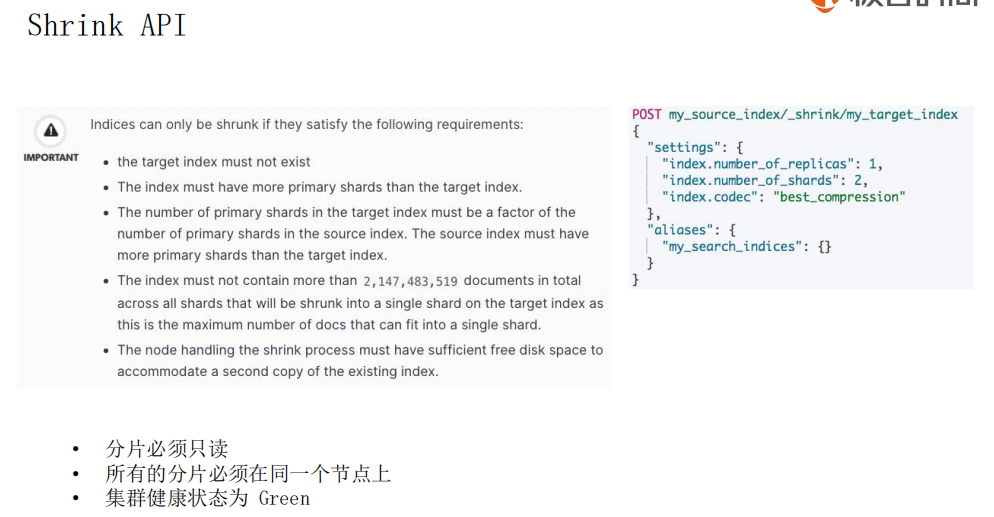 Shrink API
IMPORTANT
Indices can only be shrunk if they satisfy the following requirements:
• the target index must not exist
• The index must have more primary shards than the target index.
• The number of primary shards in the target index must be a factor of the
number of primary shards in the source index. The source index must have
more primary shards than the target index.
• The index must not contain more than 2,147,483,519 documents in total
across all shards that will be shrunk into a single shard on the target index as
this is the maximum number of docs that can fit into a single shard.
• The node handling the shrink process must have sufficient free disk space to
accommodate a second copy of the existing index.
POST my_source_index/_shrink/my_target_index
{
"settings": {
"index.number_of_replicas": 1,
"index.number_of_shards": 2,
"index.codec": "best_compression"
},
"aliases": {
"my_search_indices": {}
}
}
• 分片必须只读
• 所有的分片必须在同一个节点上
• 集群健康状态为 Green